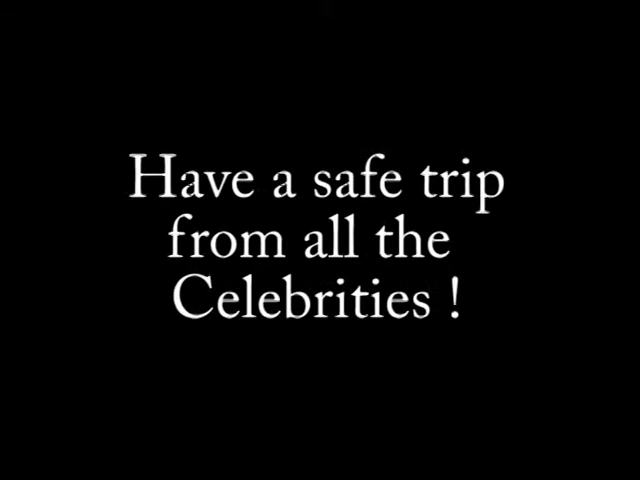 Have a safe trip
from all the
Celebrities !